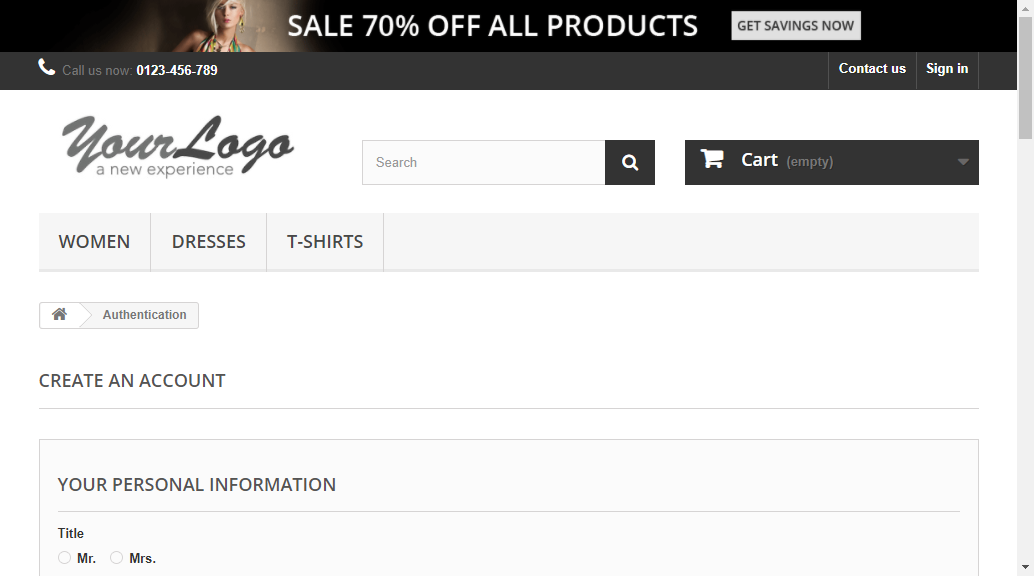 SALE 70% OFF ALL PRODUCTS GET SAVINGS NOW
Call us now: 0123-456-789 Contact us Sign in
YourLogo
a new experience
Search Cart (empty)
WOMEN DRESSES T-SHIRTS
Authentication
CREATE AN ACCOUNT
YOUR PERSONAL INFORMATION
Title
Mr. Mrs.